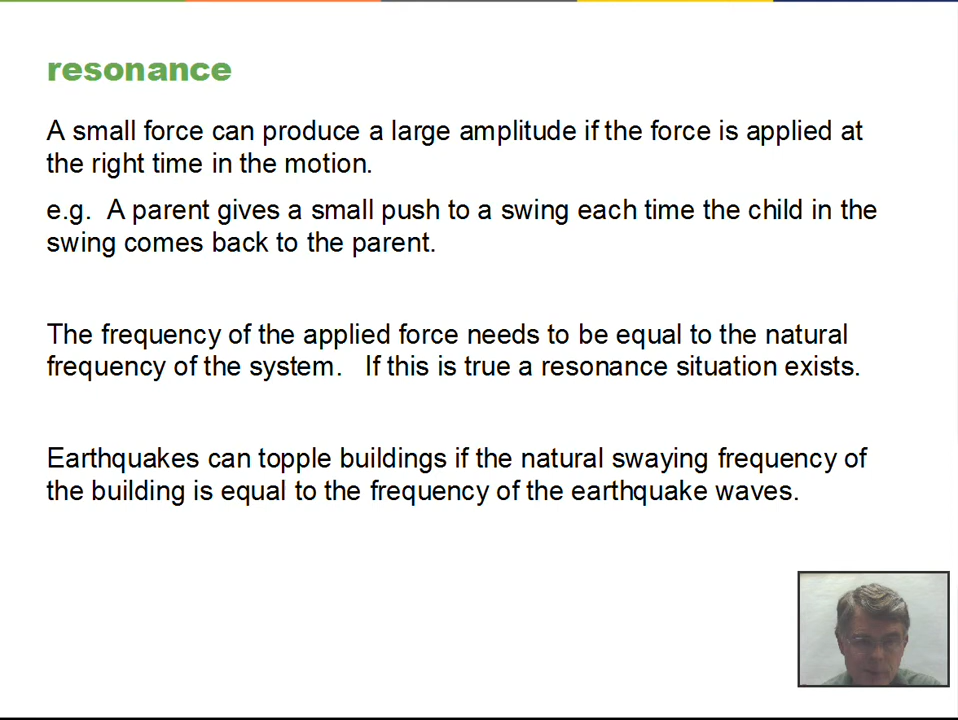 resonance
A small force can produce a large amplitude if the force is applied at
the right time in the motion.
e.g.  A parent gives a small push to a swing each time the child in the
swing comes back to the parent.
The frequency of the applied force needs to be equal to the natural
frequency of the system.   If this is true a resonance situation exists.
Earthquakes can topple buildings if the natural swaying frequency of
the building is equal to the frequency of the earthquake waves.